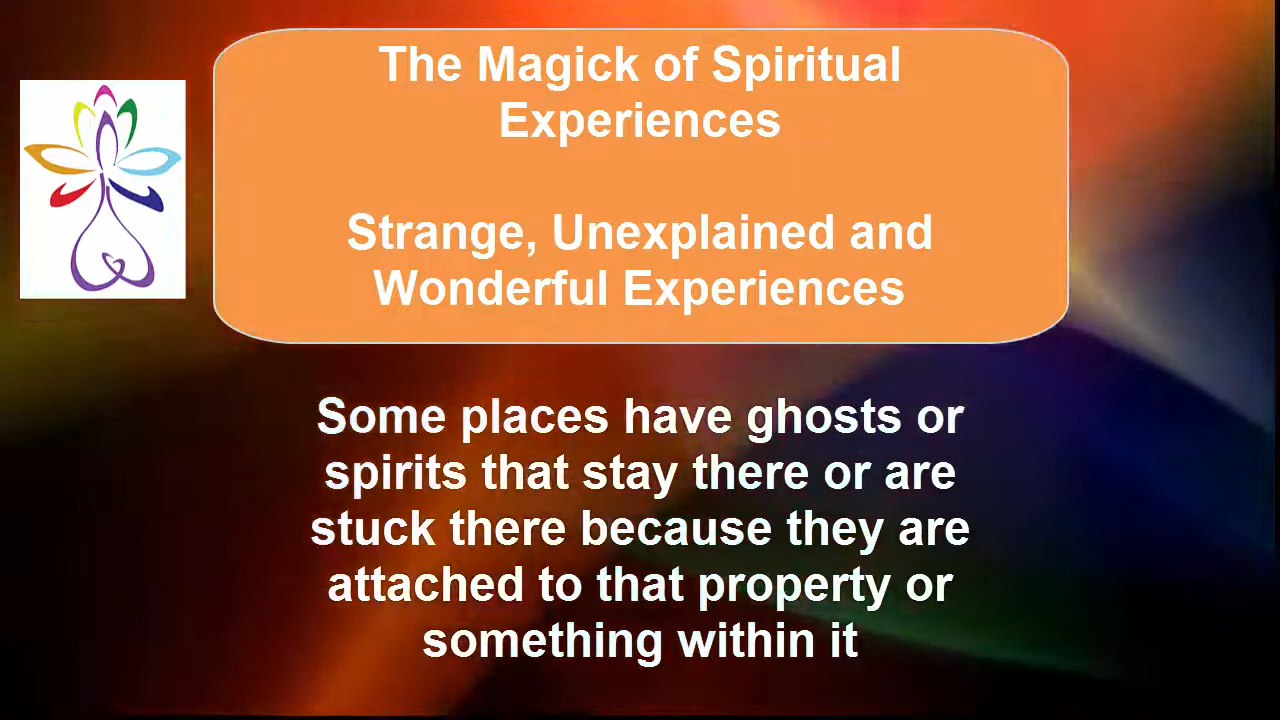 The Magick of Spiritual
Experiences
Strange, Unexplained and
Wonderful Experiences
Some places have ghosts or
spirits that stay there or are
stuck there because they are
attached to that property or
something within it